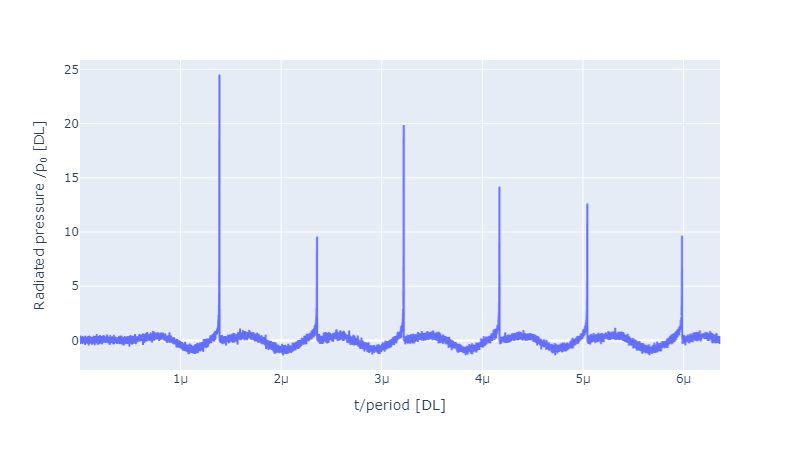 25
20
15
10
5
0
Radiated pressure /p₀ [DL]
1μ 2μ 3μ 4μ 5μ 6μ
t/period [DL]